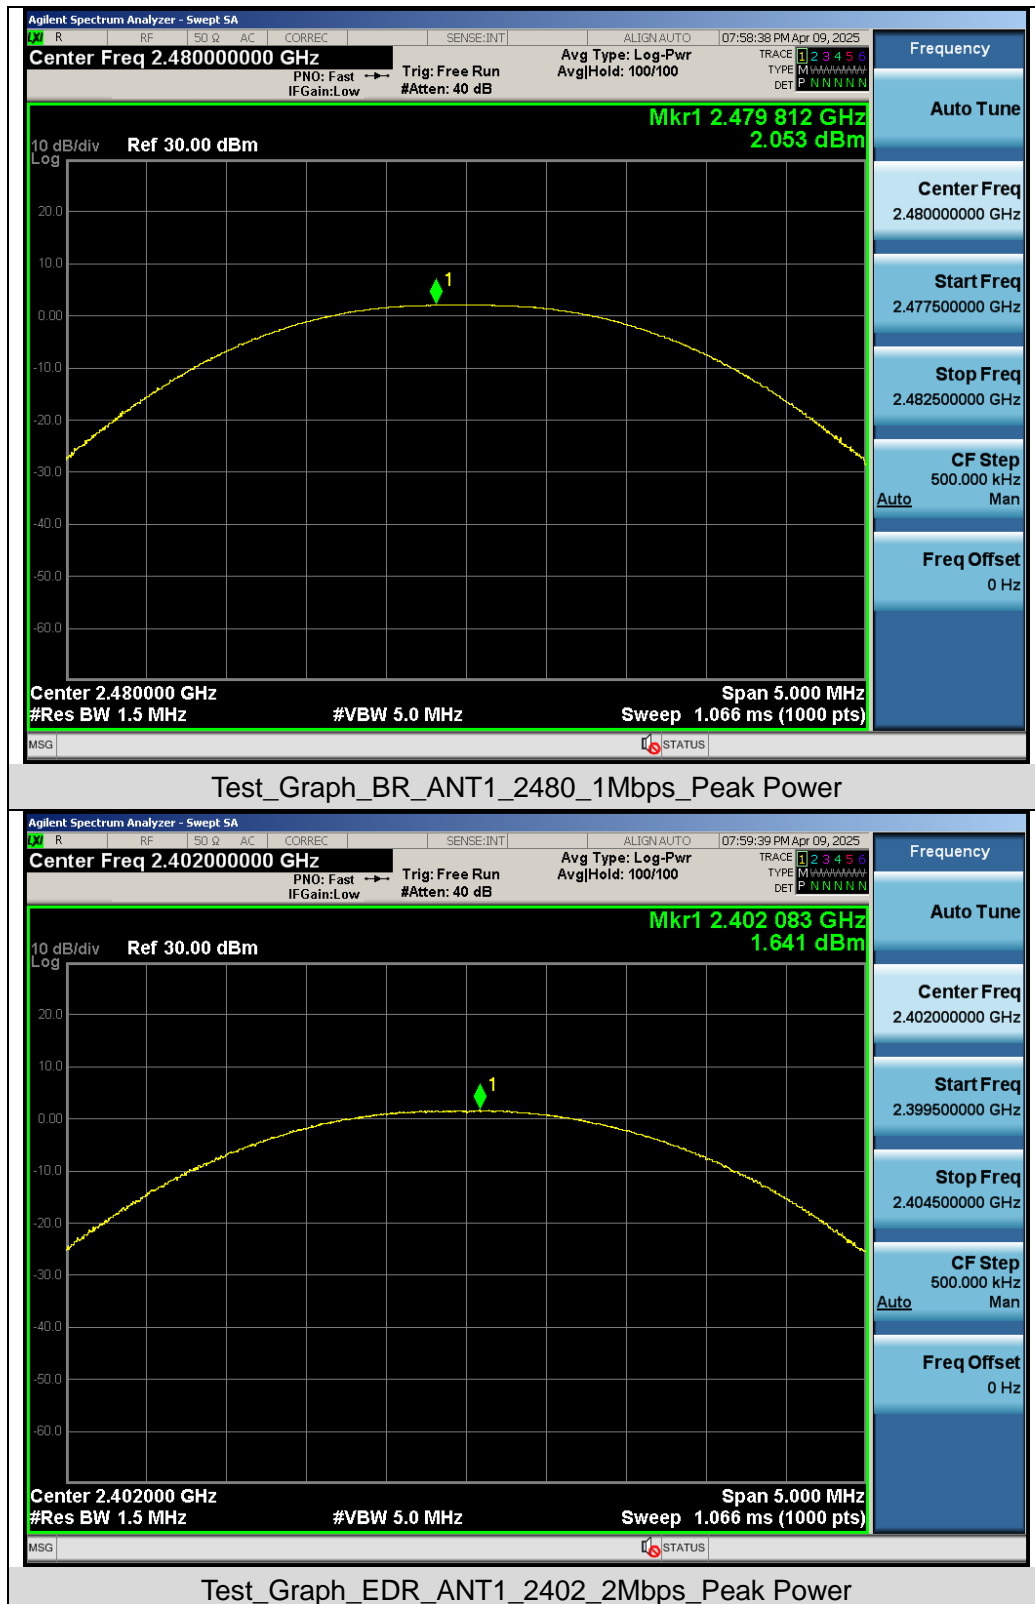 Agilent Spectrum Analyzer - Swept SA
LXI R RF 50 Ω AC CORREC SENSE:INT ALIGNAUTO 07:58:38 PM Apr 09, 2025
Center Freq 2.480000000 GHz
PNO: Fast
IFGain:Low
Trig: Free Run
#Atten: 40 dB
Avg Type: Log-Pwr
Avg|Hold: 100/100
TRACE 1 2 3 4 5 6
TYPE M
DET P N N N N N
Mkr1 2.479 812 GHz
2.053 dBm
10 dB/div Ref 30.00 dBm
Log
20.0
10.0
0.00
-10.0
-20.0
-30.0
-40.0
-50.0
-60.0
1
Center 2.480000 GHz Span 5.000 MHz
#Res BW 1.5 MHz #VBW 5.0 MHz Sweep 1.066 ms (1000 pts)
MSG STATUS
Frequency
Auto Tune
Center Freq
2.480000000 GHz
Start Freq
2.477500000 GHz
Stop Freq
2.482500000 GHz
CF Step
500.000 kHz
Auto Man
Freq Offset
0 Hz
Test_Graph_BR_ANT1_2480_1Mbps_Peak Power
Agilent Spectrum Analyzer - Swept SA
LXI R RF 50 Ω AC CORREC SENSE:INT ALIGNAUTO 07:59:39 PM Apr 09, 2025
Center Freq 2.402000000 GHz
PNO: Fast
IFGain:Low
Trig: Free Run
#Atten: 40 dB
Avg Type: Log-Pwr
Avg|Hold: 100/100
TRACE 1 2 3 4 5 6
TYPE M
DET P N N N N N
Mkr1 2.402 083 GHz
1.641 dBm
10 dB/div Ref 30.00 dBm
Log
20.0
10.0
0.00
-10.0
-20.0
-30.0
-40.0
-50.0
-60.0
1
Center 2.402000 GHz Span 5.000 MHz
#Res BW 1.5 MHz #VBW 5.0 MHz Sweep 1.066 ms (1000 pts)
MSG STATUS
Frequency
Auto Tune
Center Freq
2.402000000 GHz
Start Freq
2.399500000 GHz
Stop Freq
2.404500000 GHz
CF Step
500.000 kHz
Auto Man
Freq Offset
0 Hz
Test_Graph_EDR_ANT1_2402_2Mbps_Peak Power